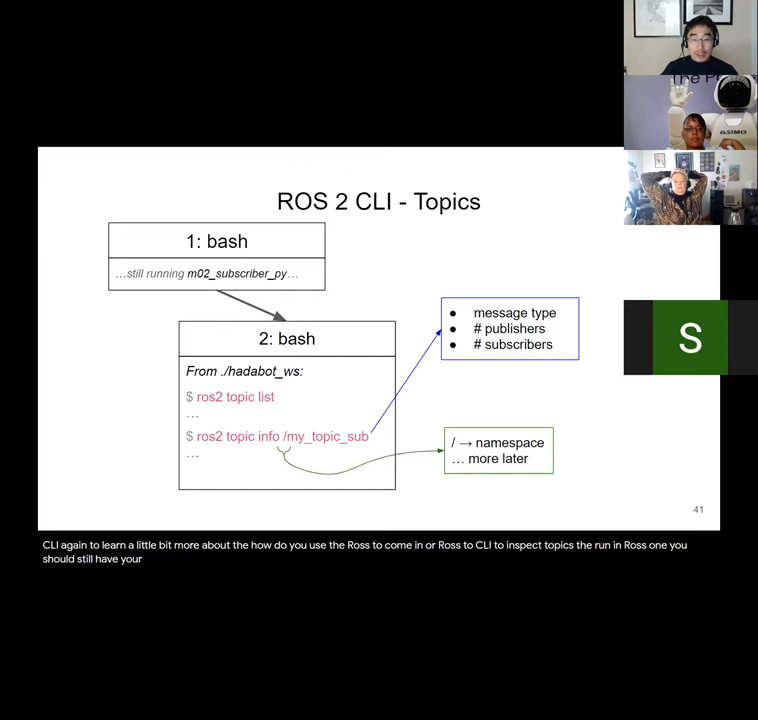 The P
ASIMO
ROS 2 CLI - Topics
1: bash
...still running m02_subscriber_py...
2: bash
From ./hadabot_ws:
$ ros2 topic list
...
$ ros2 topic info /my_topic_sub
...
● message type
● # publishers
● # subscribers
/ → namespace
... more later
S
41
CLI again to learn a little bit more about the how do you use the Ross to come in or Ross to CLI to inspect topics the run in Ross one you
should still have your